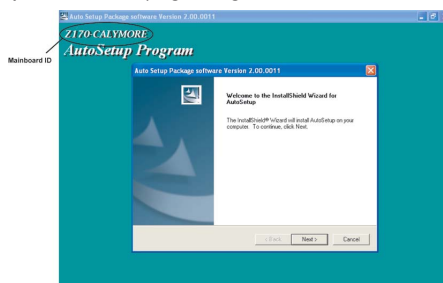 Auto Setup Package software Version 2.00.0011
Z170-CALYMORE
Mainboard ID
AutoSetup Program
Auto Setup Package software Version 2.00.0011
Welcome to the InstallShield Wizard for
AutoSetup
The InstallShield® Wizard will install AutoSetup on your
computer. To continue, click Next.
< Back
Next >
Cancel